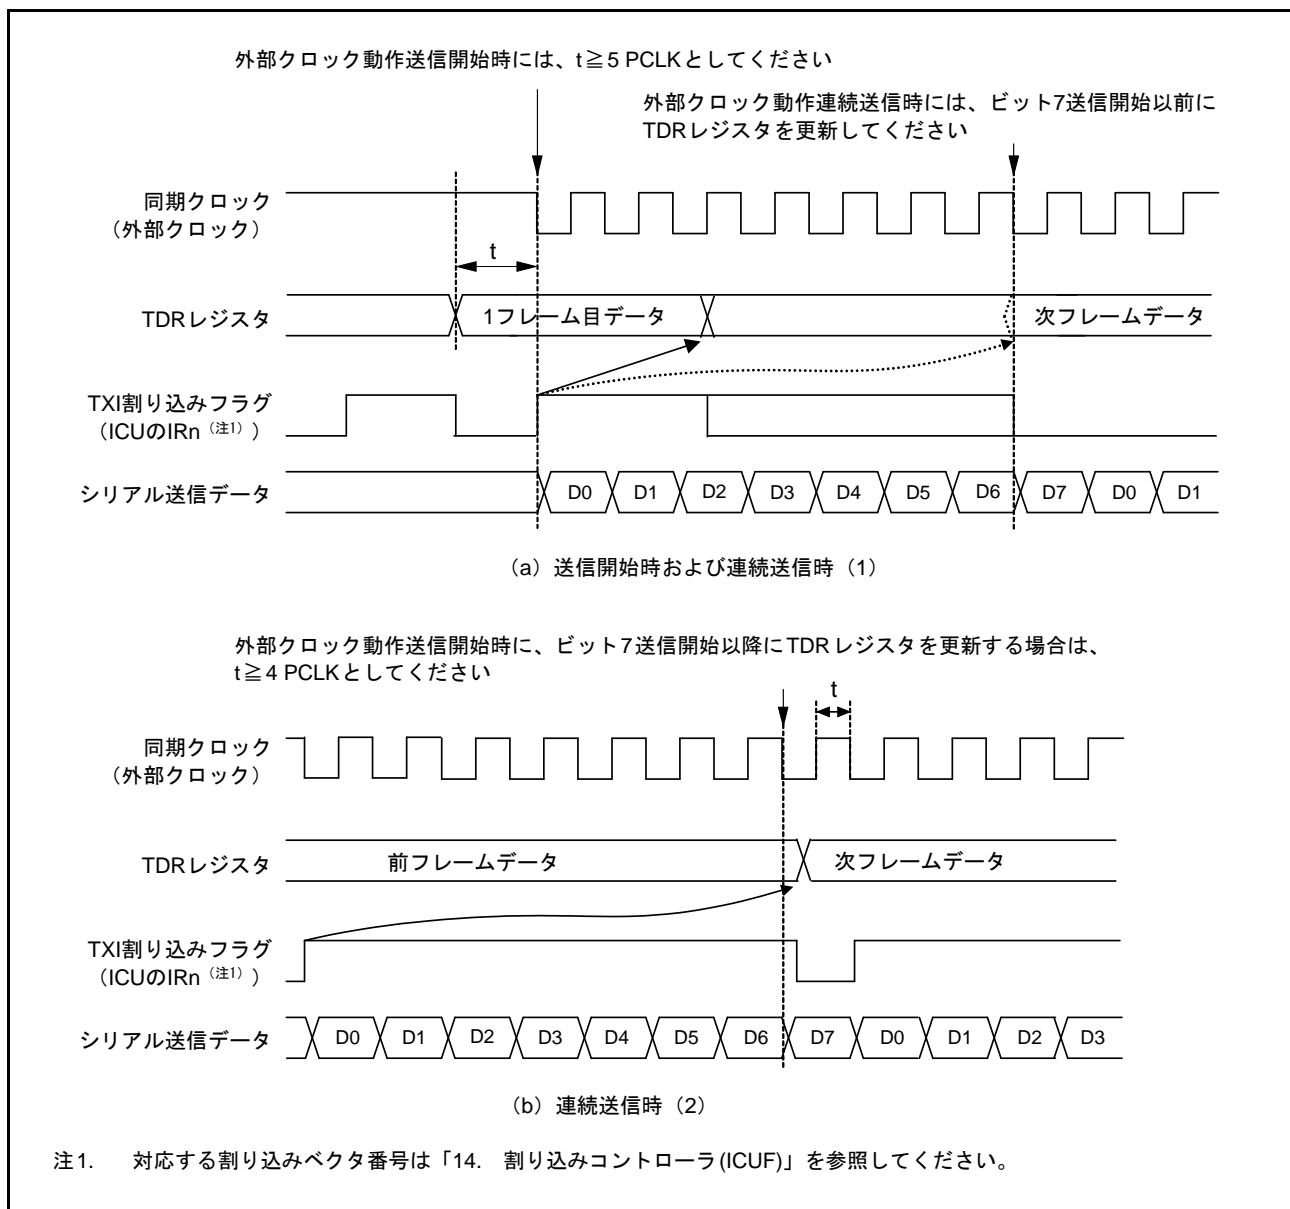 外部クロック動作送信開始時には、t≧5 PCLKとしてください
外部クロック動作連続送信時には、ビット7送信開始以前に
TDRレジスタを更新してください
同期クロック
（外部クロック）
t
TDRレジスタ
1フレーム目データ
次フレームデータ
TXI割り込みフラグ
（ICUのIRn（注1））
シリアル送信データ
D0 D1 D2 D3 D4 D5 D6 D7 D0 D1
（a）送信開始時および連続送信時（1）
外部クロック動作送信開始時に、ビット7送信開始以降にTDRレジスタを更新する場合は、
t≧4 PCLKとしてください
t
同期クロック
（外部クロック）
TDRレジスタ
前フレームデータ
次フレームデータ
TXI割り込みフラグ
（ICUのIRn（注1））
シリアル送信データ
D0 D1 D2 D3 D4 D5 D6 D7 D0 D1 D2 D3
（b）連続送信時（2）
注1. 対応する割り込みベクタ番号は「14. 割り込みコントローラ(ICUF)」を参照してください。